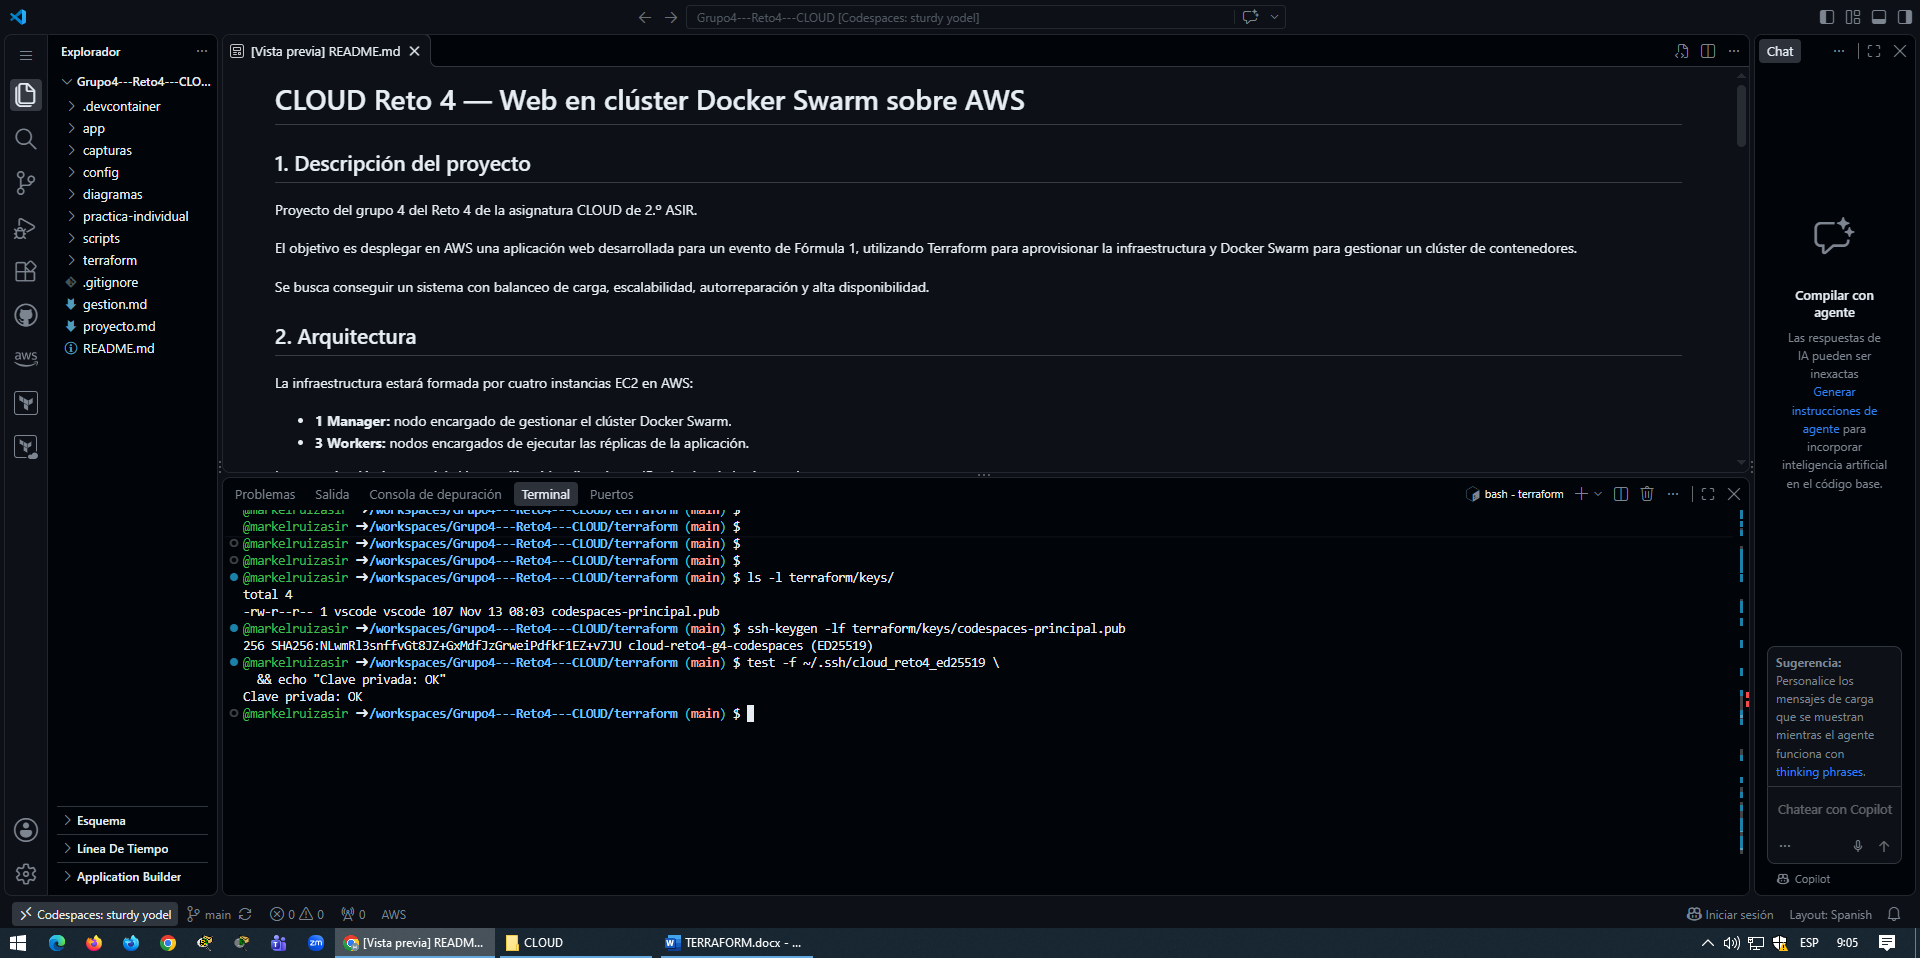 Grupo4---Reto4---CLOUD [Codespaces: sturdy yodel]
Explorador
Grupo4---Reto4---CLO...
.devcontainer
app
capturas
config
diagramas
practica-individual
scripts
terraform
.gitignore
gestion.md
proyecto.md
README.md
Esquema
Línea De Tiempo
Application Builder
aws
[Vista previa] README.md
CLOUD Reto 4 — Web en clúster Docker Swarm sobre AWS
1. Descripción del proyecto
Proyecto del grupo 4 del Reto 4 de la asignatura CLOUD de 2.º ASIR.
El objetivo es desplegar en AWS una aplicación web desarrollada para un evento de Fórmula 1, utilizando Terraform para aprovisionar la infraestructura y Docker Swarm para gestionar un clúster de contenedores.
Se busca conseguir un sistema con balanceo de carga, escalabilidad, autorreparación y alta disponibilidad.
2. Arquitectura
La infraestructura estará formada por cuatro instancias EC2 en AWS:
• 1 Manager: nodo encargado de gestionar el clúster Docker Swarm.
• 3 Workers: nodos encargados de ejecutar las réplicas de la aplicación.
Problemas Salida Consola de depuración Terminal Puertos
bash - terraform
@markelruizasir ➜/workspaces/Grupo4---Reto4---CLOUD/terraform (main) $
@markelruizasir ➜/workspaces/Grupo4---Reto4---CLOUD/terraform (main) $
@markelruizasir ➜/workspaces/Grupo4---Reto4---CLOUD/terraform (main) $
@markelruizasir ➜/workspaces/Grupo4---Reto4---CLOUD/terraform (main) $
@markelruizasir ➜/workspaces/Grupo4---Reto4---CLOUD/terraform (main) $ ls -l terraform/keys/
total 4
-rw-r--r-- 1 vscode vscode 107 Nov 13 08:03 codespaces-principal.pub
@markelruizasir ➜/workspaces/Grupo4---Reto4---CLOUD/terraform (main) $ ssh-keygen -lf terraform/keys/codespaces-principal.pub
256 SHA256:NLwmRl3snffvGt8JZ+GxMdfJzGrweiPdfkF1EZ+v7JU cloud-reto4-g4-codespaces (ED25519)
@markelruizasir ➜/workspaces/Grupo4---Reto4---CLOUD/terraform (main) $ test -f ~/.ssh/cloud_reto4_ed25519 \
&& echo "Clave privada: OK"
Clave privada: OK
@markelruizasir ➜/workspaces/Grupo4---Reto4---CLOUD/terraform (main) $
Chat
Compilar con
agente
Las respuestas de
IA pueden ser
inexactas
Generar
instrucciones de
agente para
incorporar
inteligencia artificial
en el código base.
Sugerencia:
Personalice los
mensajes de carga
que se muestran
mientras el agente
funciona con
thinking phrases.
Chatear con Copilot
Copilot
Codespaces: sturdy yodel
main
0 0
0
AWS
Iniciar sesión
Layout: Spanish
[Vista previa] READM...
CLOUD
TERRAFORM.docx - ...
ESP
9:05